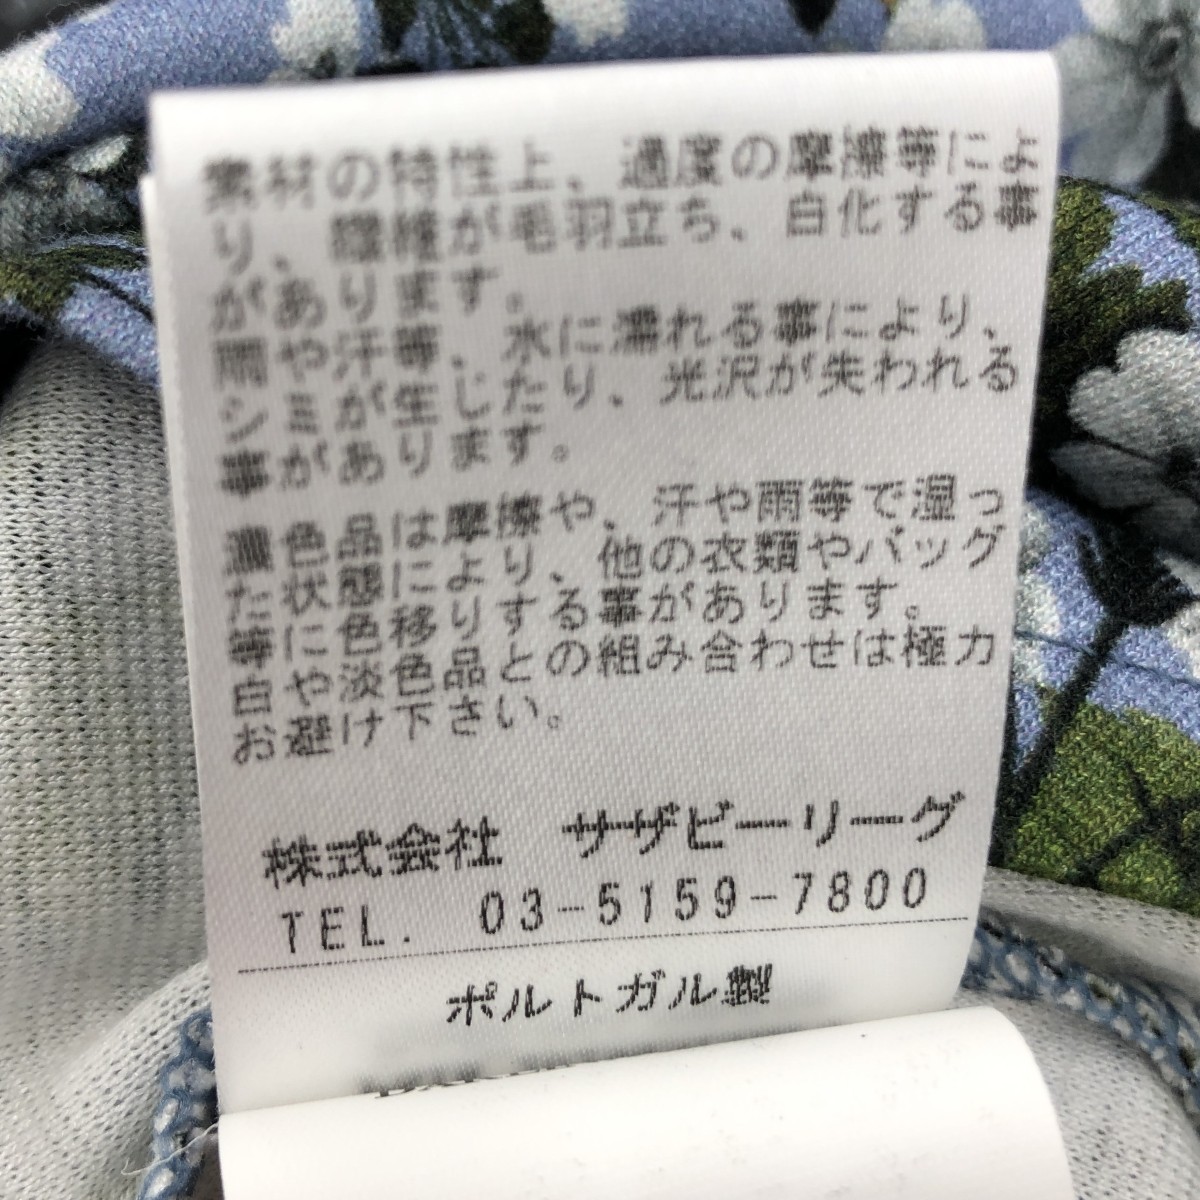 素材の特性上、過度の摩擦等によ
り、繊維が毛羽立ち、白化する事
があります。
雨や汗等、水に濡れる事により、
シミが生じたり、光沢が失われる
事があります。
濃色品は摩擦や、汗や雨等で湿っ
た状態により、他の衣類やバッグ
等に色移りする事があります。
白や淡色品との組み合わせは極力
お避け下さい。
株式会社 サザビーリーグ
TEL. 03-5159-7800
ポルトガル製